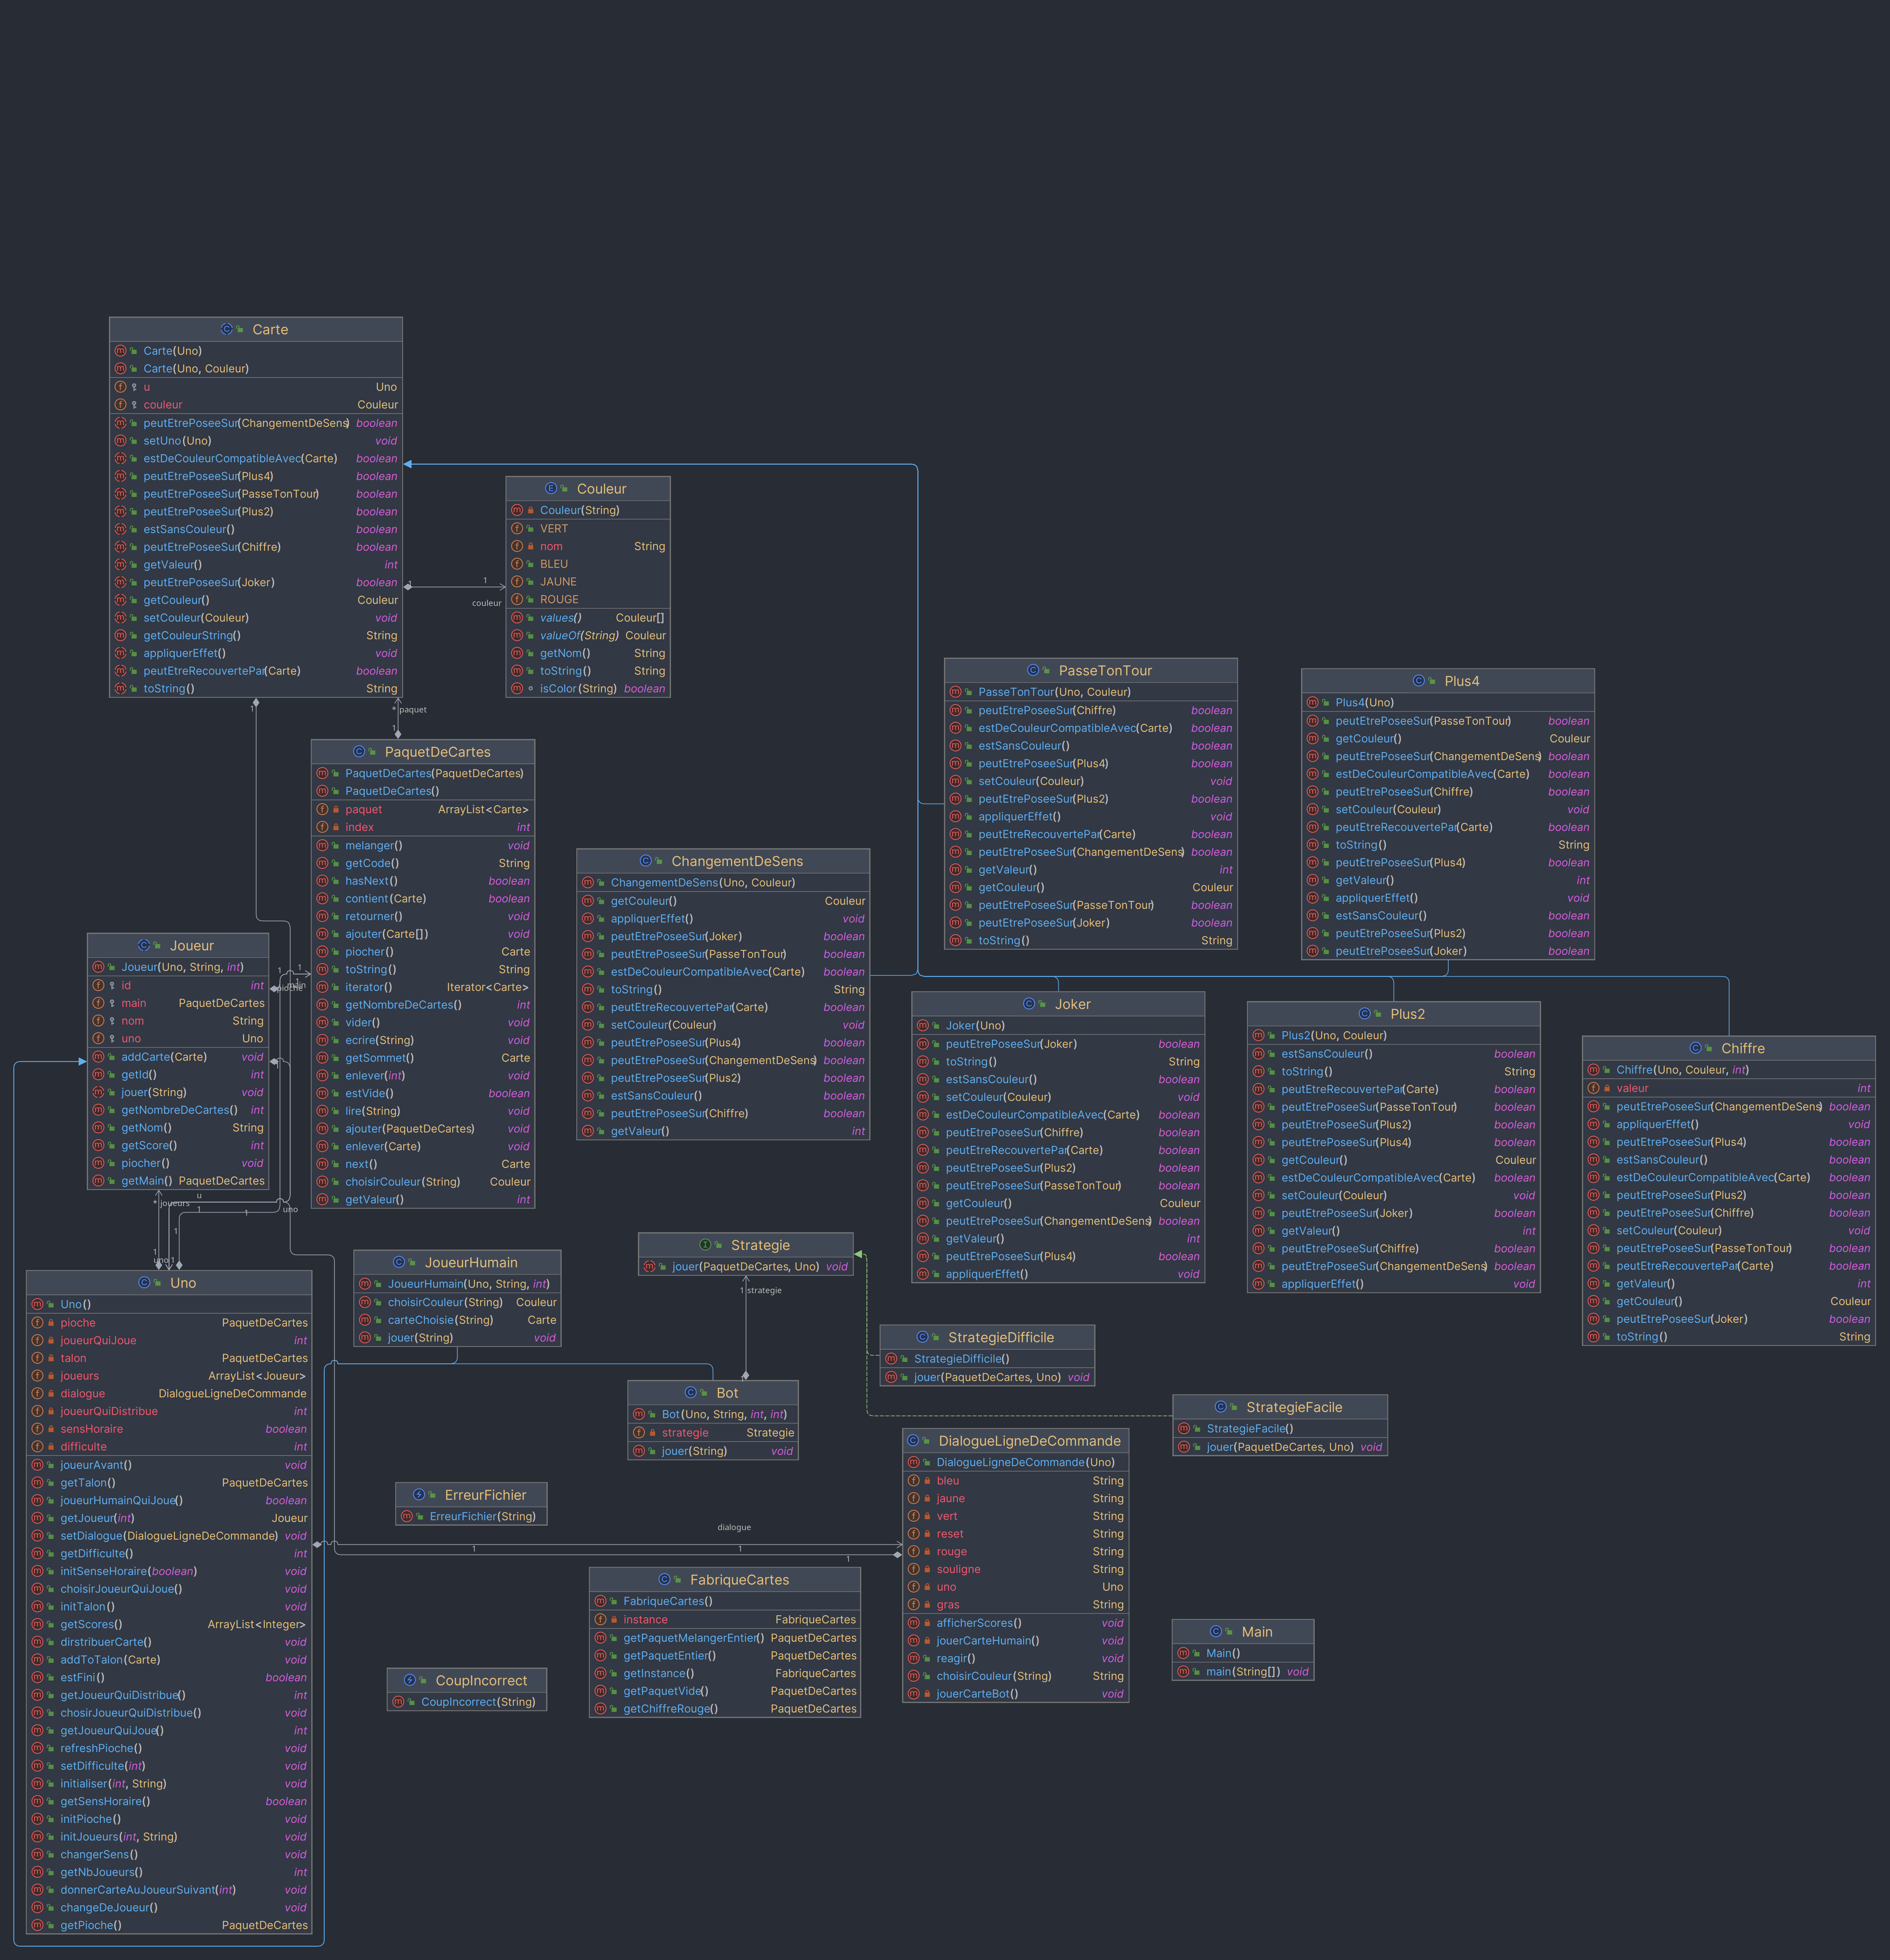 Carte
Carte(Uno)
Carte(Uno, Couleur)
u Uno
couleur Couleur
peutEtrePoseeSur(ChangementDeSens) boolean
setUno(Uno) void
estDeCouleurCompatibleAvec(Carte) boolean
peutEtrePoseeSur(Plus4) boolean
peutEtrePoseeSur(PasseTonTour) boolean
peutEtrePoseeSur(Plus2) boolean
estSansCouleur() boolean
peutEtrePoseeSur(Chiffre) boolean
getValeur() int
peutEtrePoseeSur(Joker) boolean
getCouleur() Couleur
setCouleur(Couleur) void
getCouleurString() String
appliquerEffet() void
peutEtreRecouvertePar(Carte) boolean
toString() String
Couleur
Couleur(String)
VERT
nom String
BLEU
JAUNE
ROUGE
values() Couleur[]
valueOf(String) Couleur
getNom() String
toString() String
isColor(String) boolean
1
1
couleur
1
* paquet
1
PaquetDeCartes
PaquetDeCartes(PaquetDeCartes)
PaquetDeCartes()
paquet ArrayList<Carte>
index int
melanger() void
getCode() String
hasNext() boolean
contient(Carte) boolean
retourner() void
ajouter(Carte[]) void
piocher() Carte
toString() String
iterator() Iterator<Carte>
getNombreDeCartes() int
vider() void
ecrire(String) void
getSommet() Carte
enlever(int) void
estVide() boolean
lire(String) void
ajouter(PaquetDeCartes) void
enlever(Carte) void
next() Carte
choisirCouleur(String) Couleur
getValeur() int
PasseTonTour
PasseTonTour(Uno, Couleur)
peutEtrePoseeSur(Chiffre) boolean
estDeCouleurCompatibleAvec(Carte) boolean
estSansCouleur() boolean
peutEtrePoseeSur(Plus4) boolean
setCouleur(Couleur) void
peutEtrePoseeSur(Plus2) boolean
appliquerEffet() void
peutEtreRecouvertePar(Carte) boolean
peutEtrePoseeSur(ChangementDeSens) boolean
getValeur() int
getCouleur() Couleur
peutEtrePoseeSur(PasseTonTour) boolean
peutEtrePoseeSur(Joker) boolean
toString() String
Plus4
Plus4(Uno)
peutEtrePoseeSur(PasseTonTour) boolean
getCouleur() Couleur
peutEtrePoseeSur(ChangementDeSens) boolean
estDeCouleurCompatibleAvec(Carte) boolean
peutEtrePoseeSur(Chiffre) boolean
setCouleur(Couleur) void
peutEtreRecouvertePar(Carte) boolean
toString() String
peutEtrePoseeSur(Plus4) boolean
getValeur() int
appliquerEffet() void
estSansCouleur() boolean
peutEtrePoseeSur(Plus2) boolean
peutEtrePoseeSur(Joker) boolean
ChangementDeSens
ChangementDeSens(Uno, Couleur)
getCouleur() Couleur
appliquerEffet() void
peutEtrePoseeSur(Joker) boolean
peutEtrePoseeSur(PasseTonTour) boolean
estDeCouleurCompatibleAvec(Carte) boolean
toString() String
peutEtreRecouvertePar(Carte) boolean
setCouleur(Couleur) void
peutEtrePoseeSur(Plus4) boolean
peutEtrePoseeSur(ChangementDeSens) boolean
peutEtrePoseeSur(Plus2) boolean
estSansCouleur() boolean
peutEtrePoseeSur(Chiffre) boolean
getValeur() int
Joueur
Joueur(Uno, String, int)
id int
main PaquetDeCartes
nom String
uno Uno
addCarte(Carte) void
getId() int
jouer(String) void
getNombreDeCartes() int
getNom() String
getScore() int
piocher() void
getMain() PaquetDeCartes
1
1
pioche
main
1
Joker
Joker(Uno)
peutEtrePoseeSur(Joker) boolean
toString() String
estSansCouleur() boolean
setCouleur(Couleur) void
estDeCouleurCompatibleAvec(Carte) boolean
peutEtrePoseeSur(Chiffre) boolean
peutEtreRecouvertePar(Carte) boolean
peutEtrePoseeSur(Plus2) boolean
peutEtrePoseeSur(PasseTonTour) boolean
getCouleur() Couleur
peutEtrePoseeSur(ChangementDeSens) boolean
getValeur() int
peutEtrePoseeSur(Plus4) boolean
appliquerEffet() void
Plus2
Plus2(Uno, Couleur)
estSansCouleur() boolean
toString() String
peutEtreRecouvertePar(Carte) boolean
peutEtrePoseeSur(PasseTonTour) boolean
peutEtrePoseeSur(Plus2) boolean
peutEtrePoseeSur(Plus4) boolean
getCouleur() Couleur
estDeCouleurCompatibleAvec(Carte) boolean
setCouleur(Couleur) void
peutEtrePoseeSur(Joker) boolean
getValeur() int
peutEtrePoseeSur(Chiffre) boolean
peutEtrePoseeSur(ChangementDeSens) boolean
appliquerEffet() void
Chiffre
Chiffre(Uno, Couleur, int)
valeur int
peutEtrePoseeSur(ChangementDeSens) boolean
appliquerEffet() void
peutEtrePoseeSur(Plus4) boolean
estSansCouleur() boolean
estDeCouleurCompatibleAvec(Carte) boolean
peutEtrePoseeSur(Plus2) boolean
peutEtrePoseeSur(Chiffre) boolean
setCouleur(Couleur) void
peutEtrePoseeSur(PasseTonTour) boolean
peutEtreRecouvertePar(Carte) boolean
getValeur() int
getCouleur() Couleur
peutEtrePoseeSur(Joker) boolean
toString() String
u
* joueurs
1
1
uno
1
1
uno 1
Uno
Uno()
pioche PaquetDeCartes
joueurQuiJoue int
talon PaquetDeCartes
joueurs ArrayList<Joueur>
dialogue DialogueLigneDeCommande
joueurQuiDistribue int
sensHoraire boolean
difficulte int
joueurAvant() void
getTalon() PaquetDeCartes
joueurHumainQuiJoue() boolean
getJoueur(int) Joueur
setDialogue(DialogueLigneDeCommande) void
getDifficulte() int
initSenseHoraire(boolean) void
choisirJoueurQuiJoue() void
initTalon() void
getScores() ArrayList<Integer>
dirstribuerCarte() void
addToTalon(Carte) void
estFini() boolean
getJoueurQuiDistribue() int
chosirJoueurQuiDistribue() void
getJoueurQuiJoue() int
refreshPioche() void
setDifficulte(int) void
initialiser(int, String) void
getSensHoraire() boolean
initPioche() void
initJoueurs(int, String) void
changerSens() void
getNbJoueurs() int
donnerCarteAuJoueurSuivant(int) void
changeDeJoueur() void
getPioche() PaquetDeCartes
JoueurHumain
JoueurHumain(Uno, String, int)
choisirCouleur(String) Couleur
carteChoisie(String) Carte
jouer(String) void
Strategie
jouer(PaquetDeCartes, Uno) void
1 strategie
StrategieDifficile
StrategieDifficile()
jouer(PaquetDeCartes, Uno) void
Bot
Bot(Uno, String, int, int)
strategie Strategie
jouer(String) void
StrategieFacile
StrategieFacile()
jouer(PaquetDeCartes, Uno) void
DialogueLigneDeCommande
DialogueLigneDeCommande(Uno)
bleu String
jaune String
vert String
reset String
rouge String
souligne String
uno Uno
gras String
afficherScores() void
jouerCarteHumain() void
reagir() void
choisirCouleur(String) String
jouerCarteBot() void
ErreurFichier
ErreurFichier(String)
dialogue
1
1
1
FabriqueCartes
FabriqueCartes()
instance FabriqueCartes
getPaquetMelangerEntier() PaquetDeCartes
getPaquetEntier() PaquetDeCartes
getInstance() FabriqueCartes
getPaquetVide() PaquetDeCartes
getChiffreRouge() PaquetDeCartes
Main
Main()
main(String[]) void
CoupIncorrect
CoupIncorrect(String)